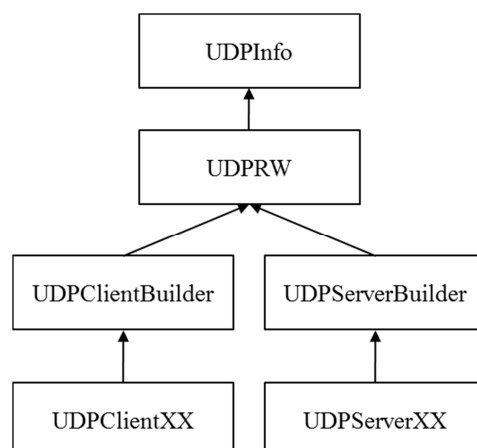 UDPInfo
UDPRW
UDPClientBuilder
UDPServerBuilder
UDPClientXX
UDPServerXX